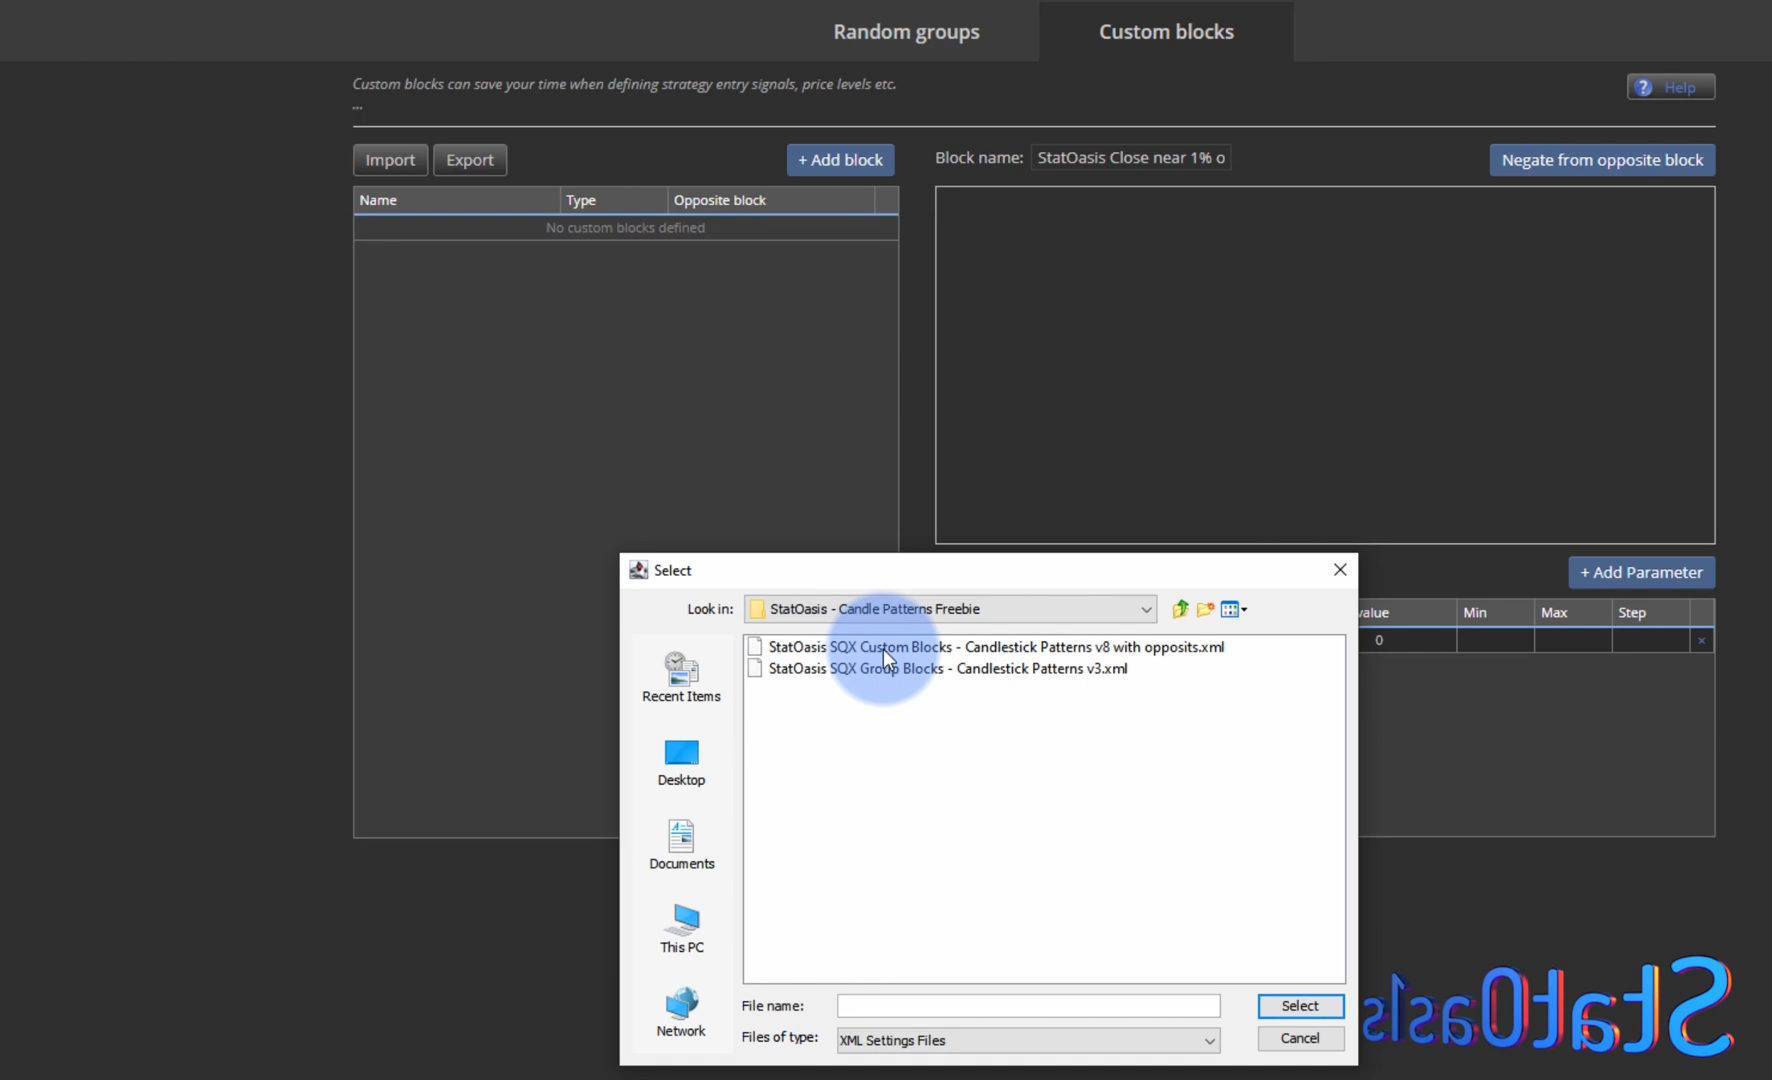 Random groups
Custom blocks
Custom blocks can save your time when defining strategy entry signals, price levels etc.
...
? Help
Import
Export
+ Add block
Block name:
StatOasis Close near 1% o
Negate from opposite block
Name
Type
Opposite block
No custom blocks defined
+ Add Parameter
value
Min
Max
Step
0
×
Select
Look in:
StatOasis - Candle Patterns Freebie
StatOasis SQX Custom Blocks - Candlestick Patterns v8 with opposits.xml
StatOasis SQX Group Blocks - Candlestick Patterns v3.xml
Recent Items
Desktop
Documents
This PC
Network
File name:
Select
Files of type:
XML Settings Files
Cancel
StatOasis